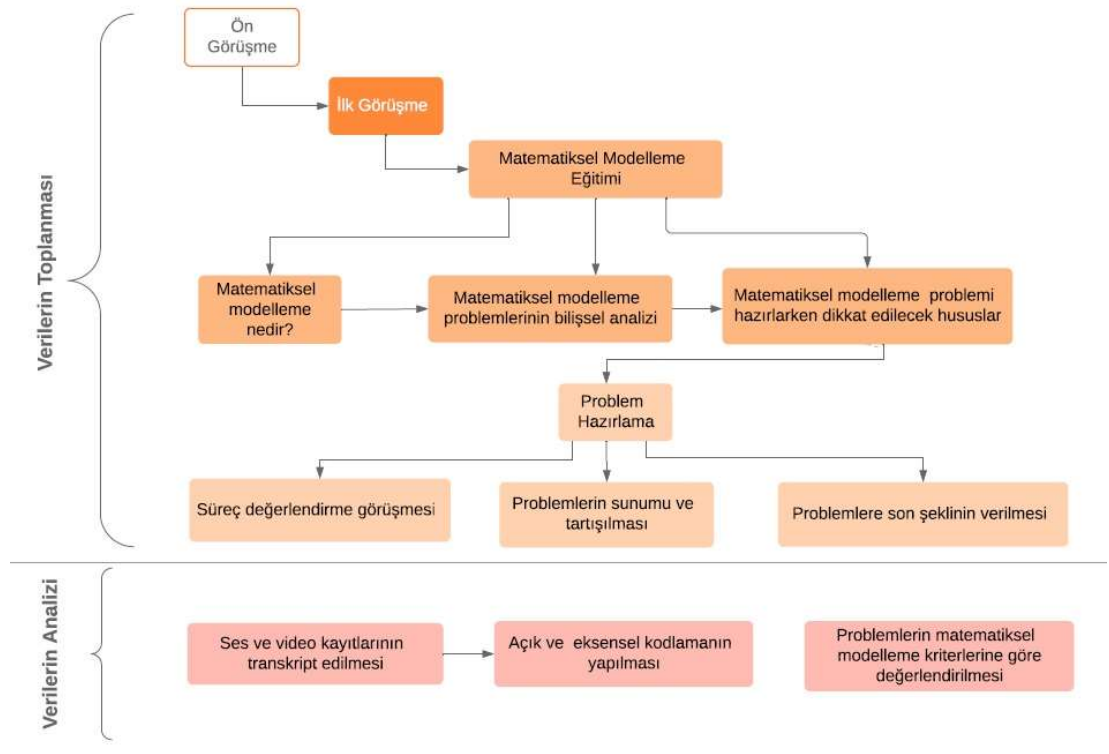 Ön
Görüşme
İlk Görüşme
Matematiksel Modelleme
Eğitimi
Verilerin Toplanması
Matematiksel
modelleme
nedir?
Matematiksel modelleme
problemlerinin bilişsel analizi
Matematiksel modelleme problemi
hazırlarken dikkat edilecek hususlar
Problem
Hazırlama
Süreç değerlendirme görüşmesi
Problemlerin sunumu ve
tartışılması
Problemlere son şeklinin verilmesi
Verilerin Analizi
Ses ve video kayıtlarının
transkript edilmesi
Açık ve eksensel kodlamanın
yapılması
Problemlerin matematiksel
modelleme kriterlerine göre
değerlendirilmesi